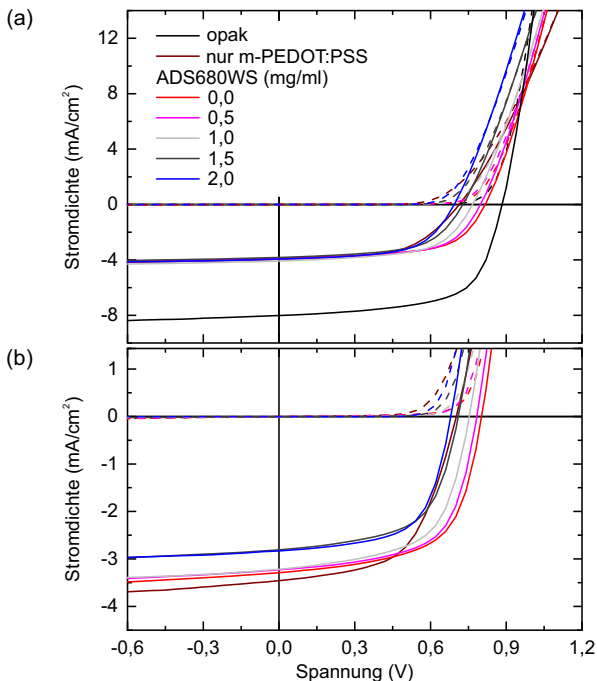 (a)
opak
nur m-PEDOT:PSS
ADS680WS (mg/ml)
0,0
0,5
1,0
1,5
2,0
12
8
4
0
-4
-8
Stromdichte (mA/cm²)
(b)
1
0
-1
-2
-3
-4
Stromdichte (mA/cm²)
-0,6 -0,3 0,0 0,3 0,6 0,9 1,2
Spannung (V)